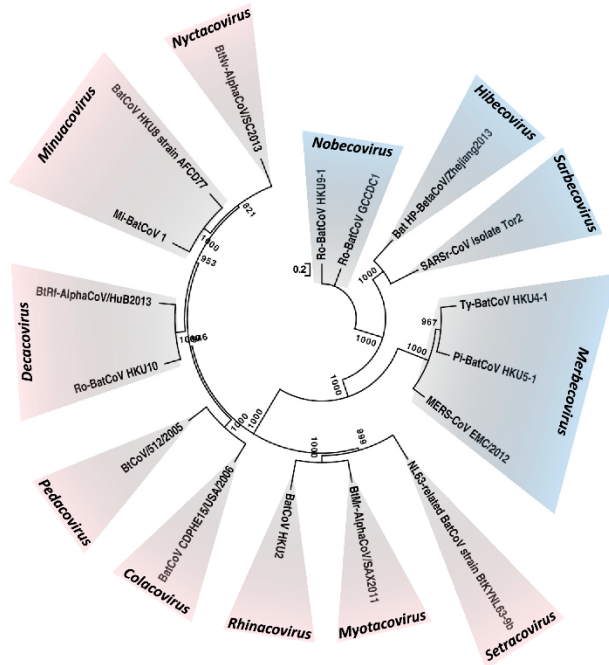 Nyctacovirus
BtNv-AlphaCoV/SC2013
Minuacovirus
BatCoV HKU8 strain AFCD77
Mi-BatCoV 1
821
1000
953
Hibecovirus
Bat HP-BetaCoV/Zhejiang2013
Nobecovirus
Ro-BatCoV HKU9-1
Ro-BatCoV GCCDC1
0.2
Sarbecovirus
SARSr-CoV isolate Tor2
1000
1000
Decacovirus
BtRf-AlphaCoV/HuB2013
Ro-BatCoV HKU10
Merbecovirus
Ty-BatCoV HKU4-1
967
Pi-BatCoV HKU5-1
1000
MERS-CoV EMC/2012
1000
Pedacovirus
BtCoV/512/2005
1000
1000
Colacovirus
BatCoV CDPHE15/USA/2006
Rhinacovirus
BatCoV HKU2
1000
999
Myotacovirus
BtMr-AlphaCoV/SAX2011
Setracovirus
NL63-related BatCoV strain BtKYNL63-9b